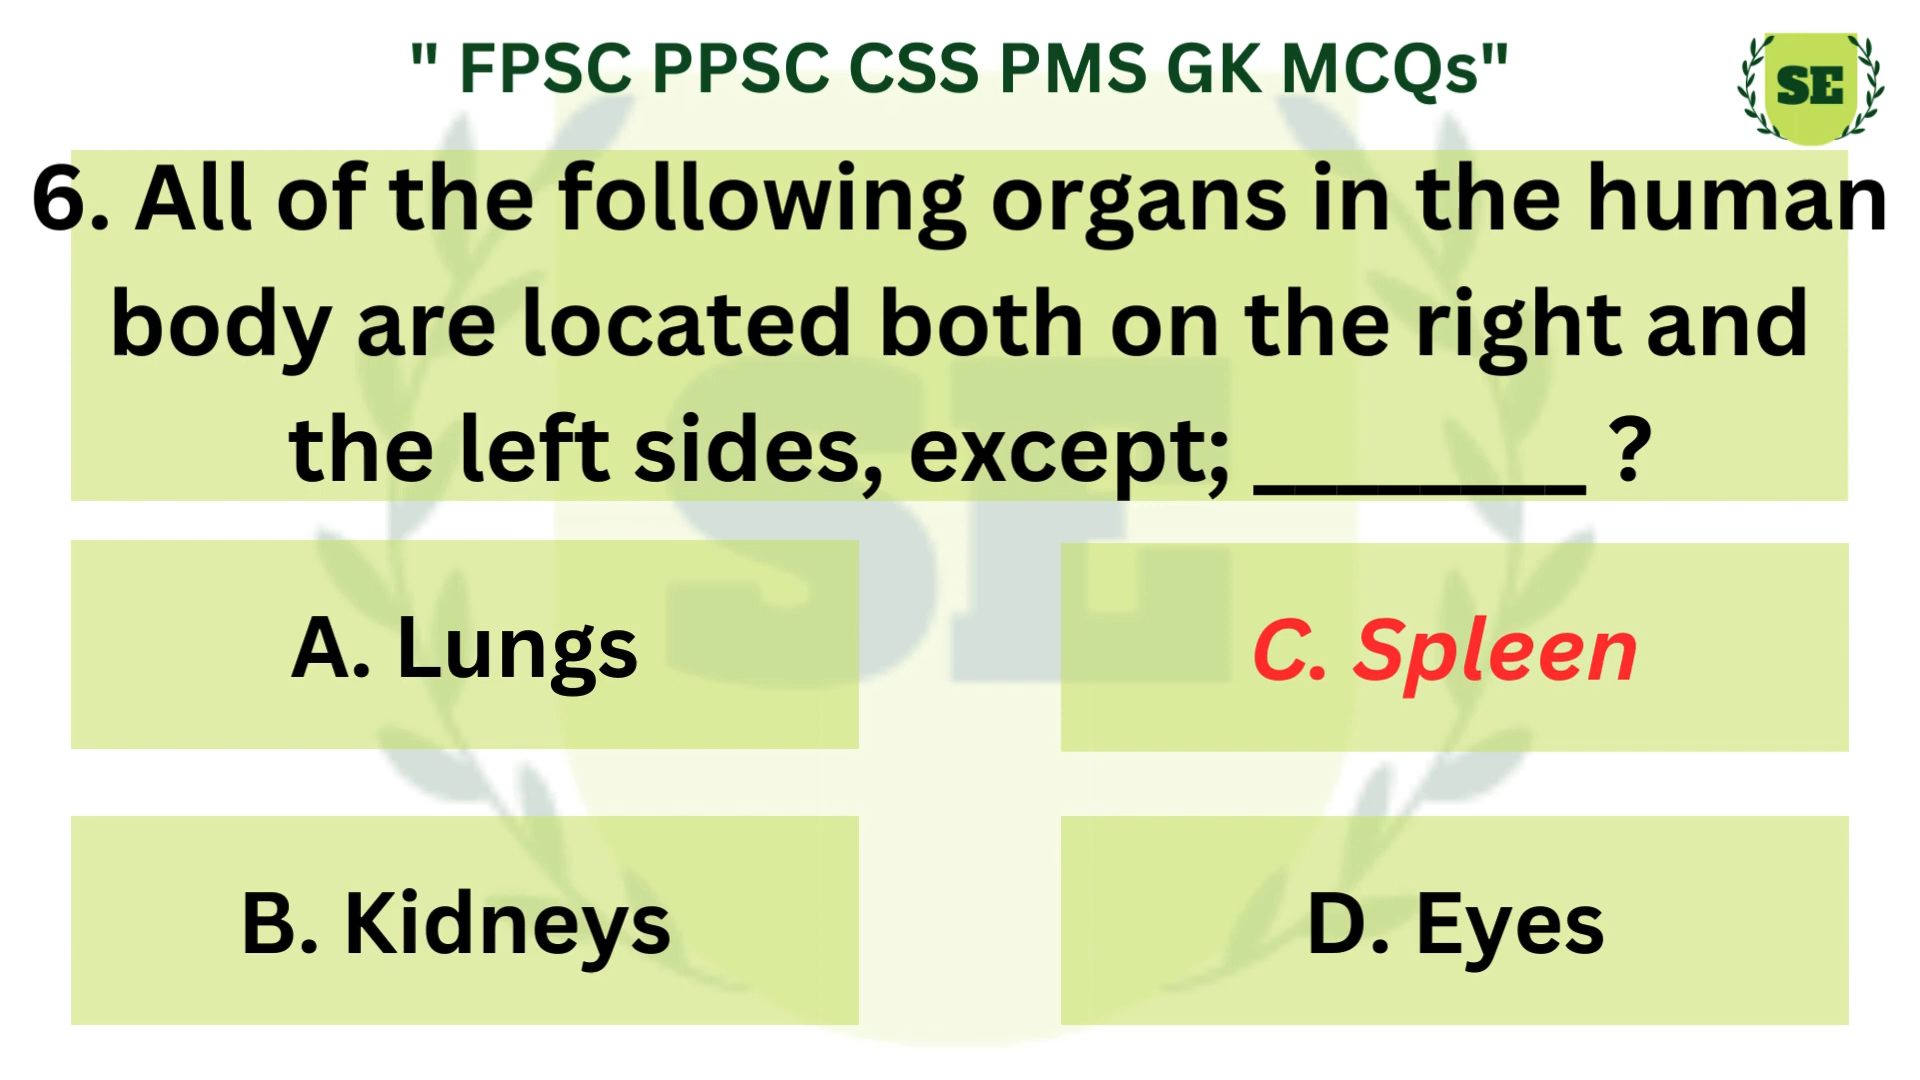 " FPSC PPSC CSS PMS GK MCQs"
SE
6. All of the following organs in the human
body are located both on the right and
the left sides, except; ________ ?
A. Lungs
C. Spleen
B. Kidneys
D. Eyes
SE